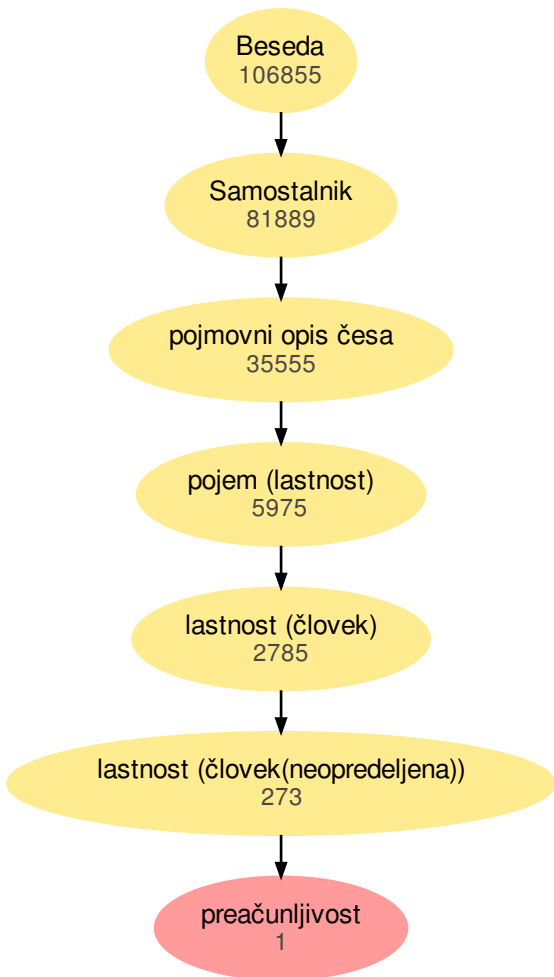 Beseda
106855
Samostalnik
81889
pojmovni opis česa
35555
pojem (lastnost)
5975
lastnost (človek)
2785
lastnost (človek(neopredeljena))
273
preačunljivost
1